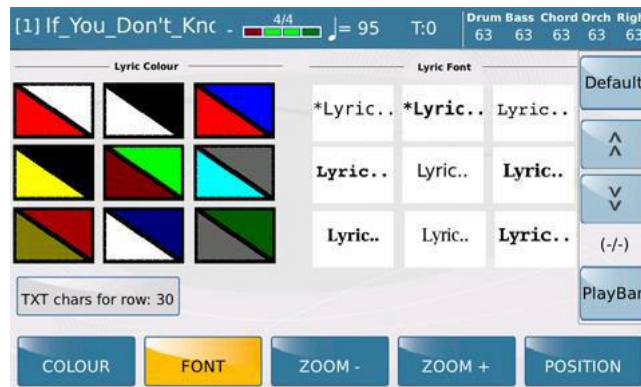 [1] If_You_Don't_Knc - 4/4 = 95 T:0 Drum Bass Chord Orch Righ
63 63 63 63 63
Lyric Colour Lyric Font Default
*Lyric.. *Lyric.. Lyric..
Lyric.. Lyric.. Lyric..
(-/-)
Lyric.. Lyric.. Lyric..
TXT chars for row: 30 PlayBar
COLOUR FONT ZOOM - ZOOM + POSITION